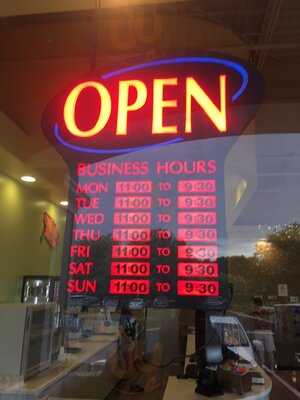 OPEN
BUSINESS HOURS
MON 11:00 TO 9:30
TUE 11:00 TO 9:30
WED 11:00 TO 9:30
THU 11:00 TO 9:30
FRI 11:00 TO 9:30
SAT 11:00 TO 9:30
SUN 11:00 TO 9:30